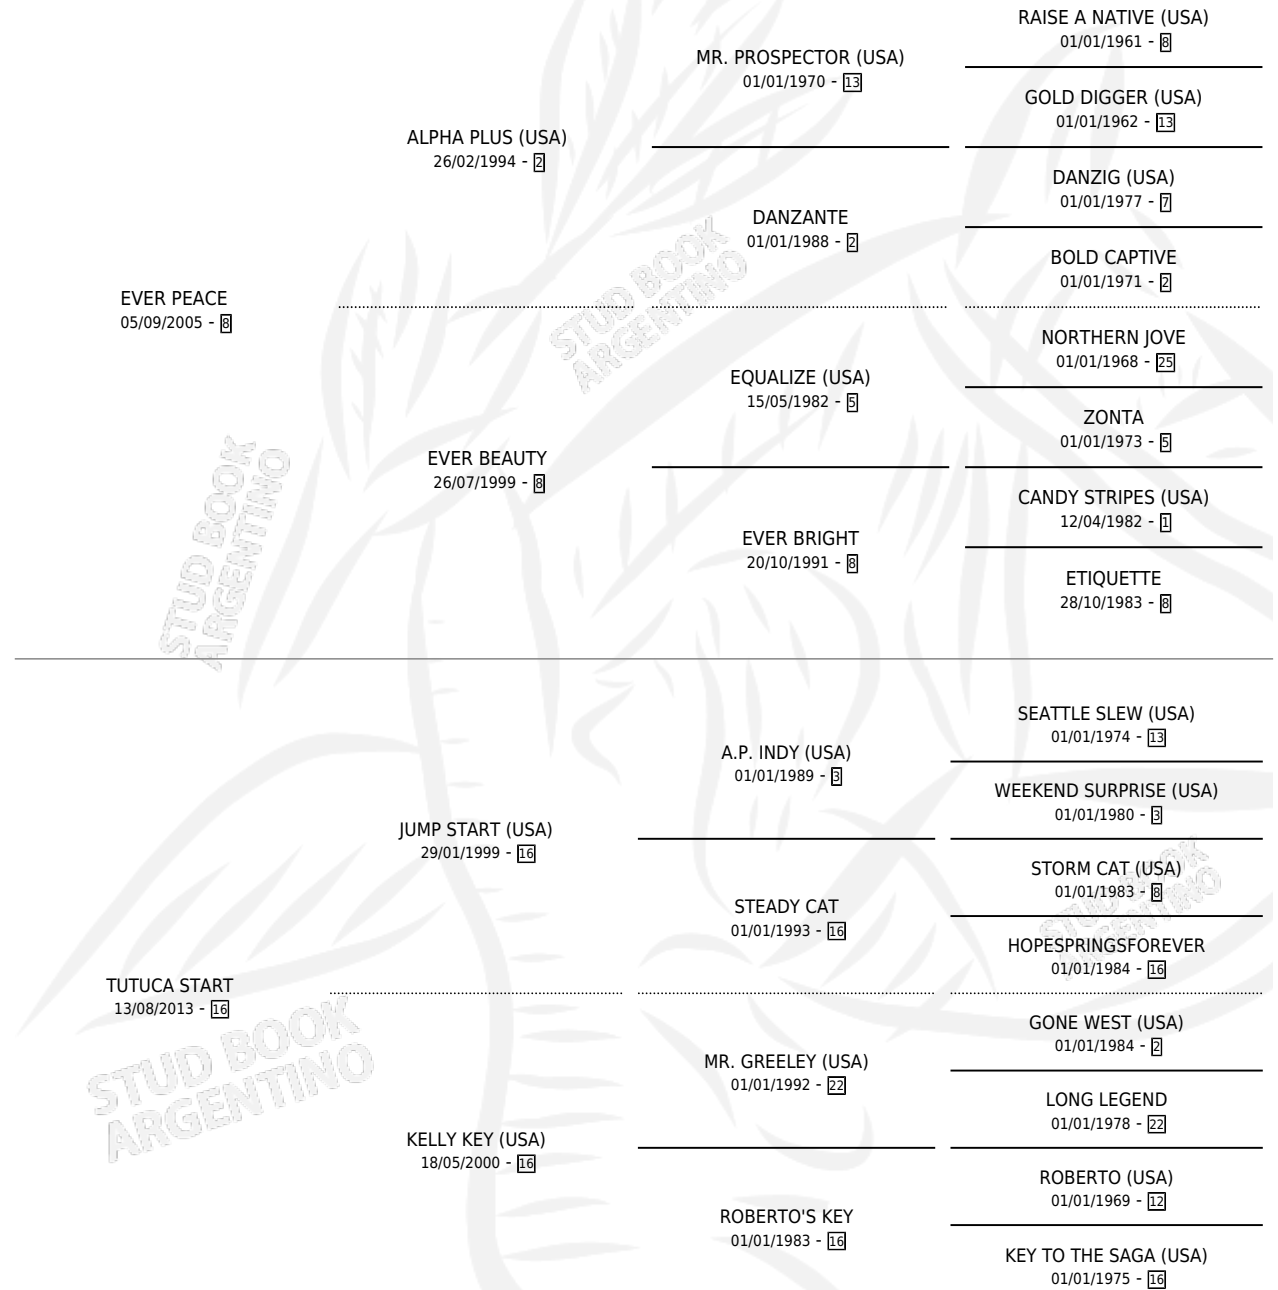 RAISE A NATIVE (USA)
01/01/1961 - 8
MR. PROSPECTOR (USA)
01/01/1970 - 13
GOLD DIGGER (USA)
01/01/1962 - 13
ALPHA PLUS (USA)
26/02/1994 - 2
DANZIG (USA)
01/01/1977 - 7
DANZANTE
01/01/1988 - 2
BOLD CAPTIVE
01/01/1971 - 2
EVER PEACE
05/09/2005 - 8
NORTHERN JOVE
01/01/1968 - 25
EQUALIZE (USA)
15/05/1982 - 5
ZONTA
01/01/1973 - 5
EVER BEAUTY
26/07/1999 - 8
CANDY STRIPES (USA)
12/04/1982 - 1
EVER BRIGHT
20/10/1991 - 8
ETIQUETTE
28/10/1983 - 8
STUD BOOK
ARGENTINO
STUD BOOK
ARGENTINO
SEATTLE SLEW (USA)
01/01/1974 - 13
A.P. INDY (USA)
01/01/1989 - 3
WEEKEND SURPRISE (USA)
01/01/1980 - 3
JUMP START (USA)
29/01/1999 - 16
STORM CAT (USA)
01/01/1983 - 8
STEADY CAT
01/01/1993 - 16
HOPESPRINGSFOREVER
01/01/1984 - 16
TUTUCA START
13/08/2013 - 16
GONE WEST (USA)
01/01/1984 - 2
MR. GREELEY (USA)
01/01/1992 - 22
LONG LEGEND
01/01/1978 - 22
KELLY KEY (USA)
18/05/2000 - 16
ROBERTO (USA)
01/01/1969 - 12
ROBERTO'S KEY
01/01/1983 - 16
KEY TO THE SAGA (USA)
01/01/1975 - 16
STUD BOOK
ARGENTINO
STUD BOOK
ARGENTINO